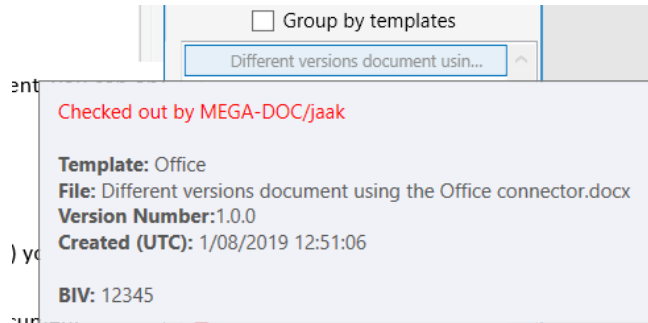 Group by templates
Different versions document usin...
Checked out by MEGA-DOC/jaak
Template: Office
File: Different versions document using the Office connector.docx
Version Number:1.0.0
Created (UTC): 1/08/2019 12:51:06
) yo
BIV: 12345